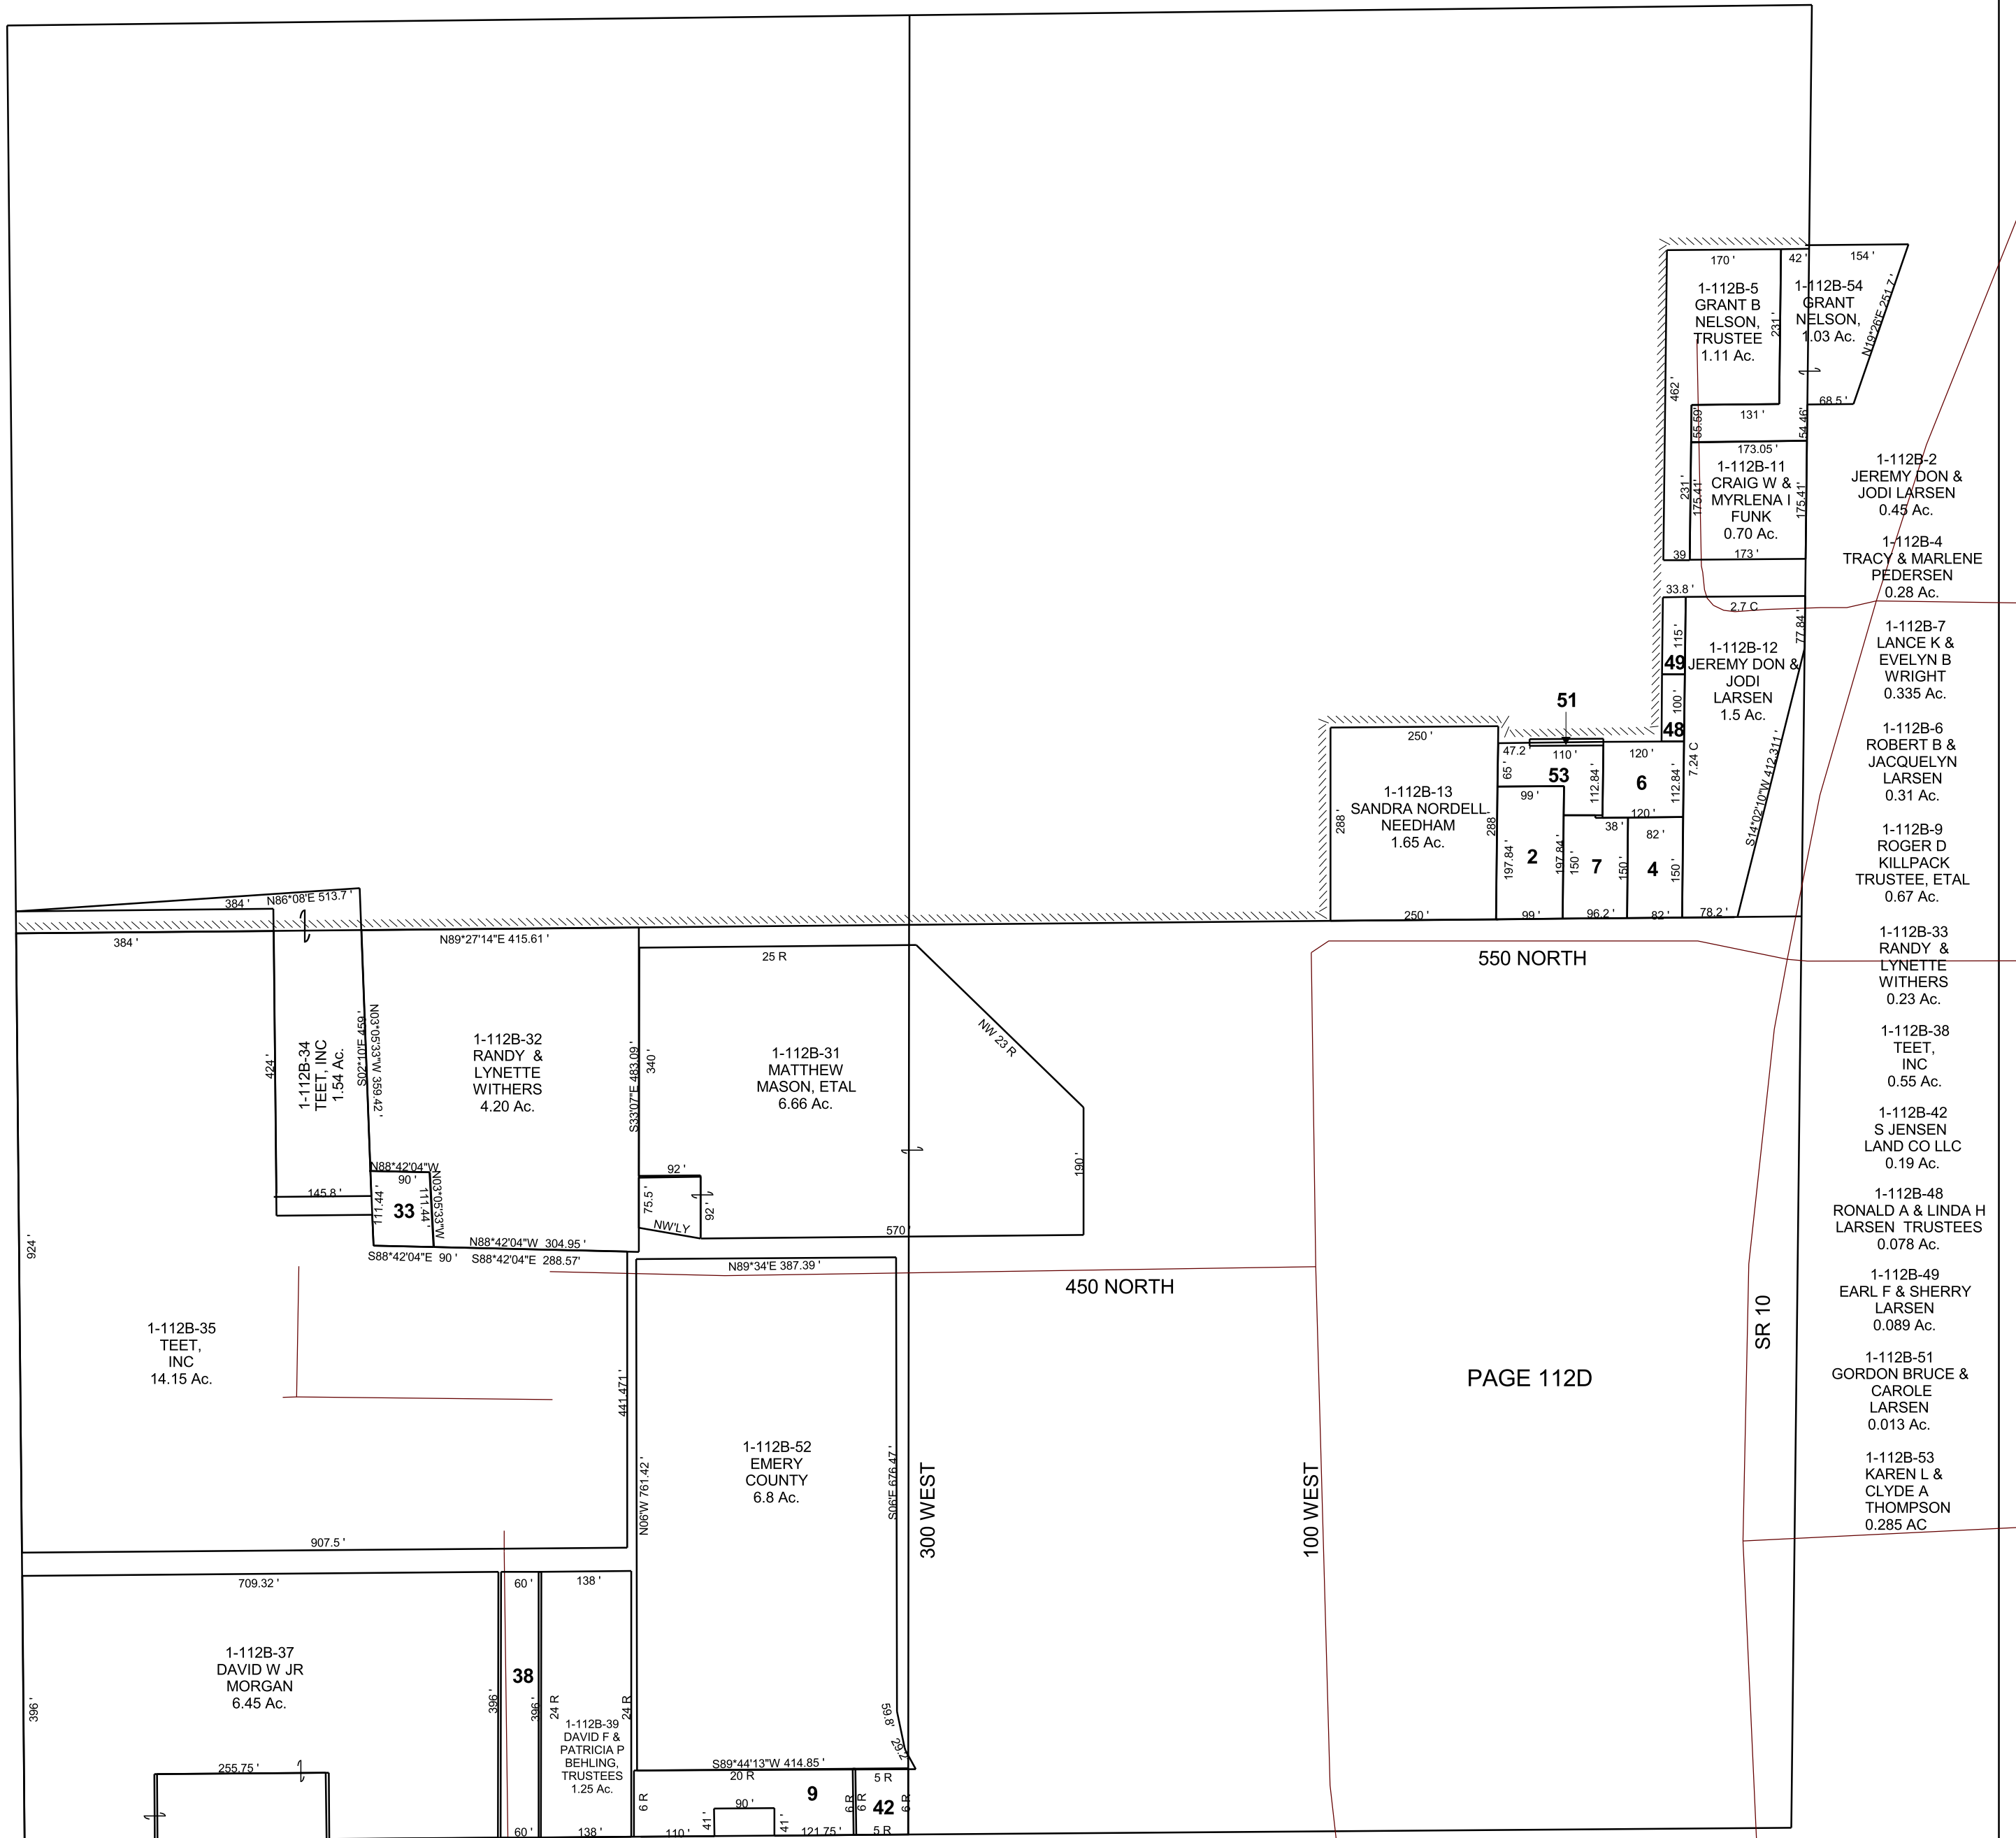 170 '
42 '
154 '
1-112B-5
GRANT B
NELSON,
TRUSTEE
1.11 Ac.
231 '
1-112B-54
GRANT
NELSON,
1.03 Ac.
N19*26'E 251.7 '
462 '
68.5 '
55.59'
131 '
54.46'
173.05 '
1-112B-11
CRAIG W &
MYRLENA I
FUNK
0.70 Ac.
231 '
175.41'
175.41'
39
173 '
33.8 '
2.7 C
77.84 '
115 '
49
1-112B-12
JEREMY DON &
JODI
LARSEN
1.5 Ac.
100 '
48
7.24 C
S14*02'10"W 412.311 '
51
250 '
47.2 '
110 '
120 '
65 '
53
112.84 '
6
112.84 '
1-112B-13
SANDRA NORDELL
NEEDHAM
1.65 Ac.
288 '
288 '
99 '
120 '
38 '
82 '
197.84 '
2
197.84 '
150 '
7
150 '
4
150 '
250 '
99 '
96.2 '
82 '
78.2 '
1-112B-2
JEREMY DON &
JODI LARSEN
0.45 Ac.
1-112B-4
TRACY & MARLENE
PEDERSEN
0.28 Ac.
1-112B-7
LANCE K &
EVELYN B
WRIGHT
0.335 Ac.
1-112B-6
ROBERT B &
JACQUELYN
LARSEN
0.31 Ac.
1-112B-9
ROGER D
KILLPACK
TRUSTEE, ETAL
0.67 Ac.
1-112B-33
RANDY &
LYNETTE
WITHERS
0.23 Ac.
1-112B-38
TEET,
INC
0.55 Ac.
1-112B-42
S JENSEN
LAND CO LLC
0.19 Ac.
1-112B-48
RONALD A & LINDA H
LARSEN TRUSTEES
0.078 Ac.
1-112B-49
EARL F & SHERRY
LARSEN
0.089 Ac.
1-112B-51
GORDON BRUCE &
CAROLE
LARSEN
0.013 Ac.
1-112B-53
KAREN L &
CLYDE A
THOMPSON
0.285 AC
384 '
N86*08'E 513.7 '
384 '
N89*27'14"E 415.61 '
25 R
550 NORTH
424 '
1-112B-34
TEET, INC
1.54 Ac.
S02*10'E 459 '
N03*05'33"W 359.42 '
1-112B-32
RANDY &
LYNETTE
WITHERS
4.20 Ac.
S33'07"E 483.09 '
340 '
1-112B-31
MATTHEW
MASON, ETAL
6.66 Ac.
NW 23 R
190 '
N88*42'04"W
90 '
145.8 '
111.44 '
33
111.44 '
N03*05'33"W
92 '
75.5 '
92 '
NW'LY
570 '
N88*42'04"W 304.95 '
S88*42'04"E 90 '
S88*42'04"E 288.57'
N89*34'E 387.39 '
450 NORTH
924 '
1-112B-35
TEET,
INC
14.15 Ac.
441.471 '
N06"W 761.42 '
1-112B-52
EMERY
COUNTY
6.8 Ac.
S06'E 676.47 '
300 WEST
100 WEST
PAGE 112D
SR 10
907.5 '
709.32 '
60 '
138 '
1-112B-37
DAVID W JR
MORGAN
6.45 Ac.
396 '
396 '
38
396 '
24 R
1-112B-39
DAVID F &
PATRICIA P
BEHLING,
TRUSTEES
1.25 Ac.
24 R
59.8'
29.2'
255.75 '
S89*44'13"W 414.85 '
20 R
5 R
6 R
9
6 R
6 R
42
6 R
90 '
41 '
41 '
60 '
138 '
110 '
121.75 '
5 R